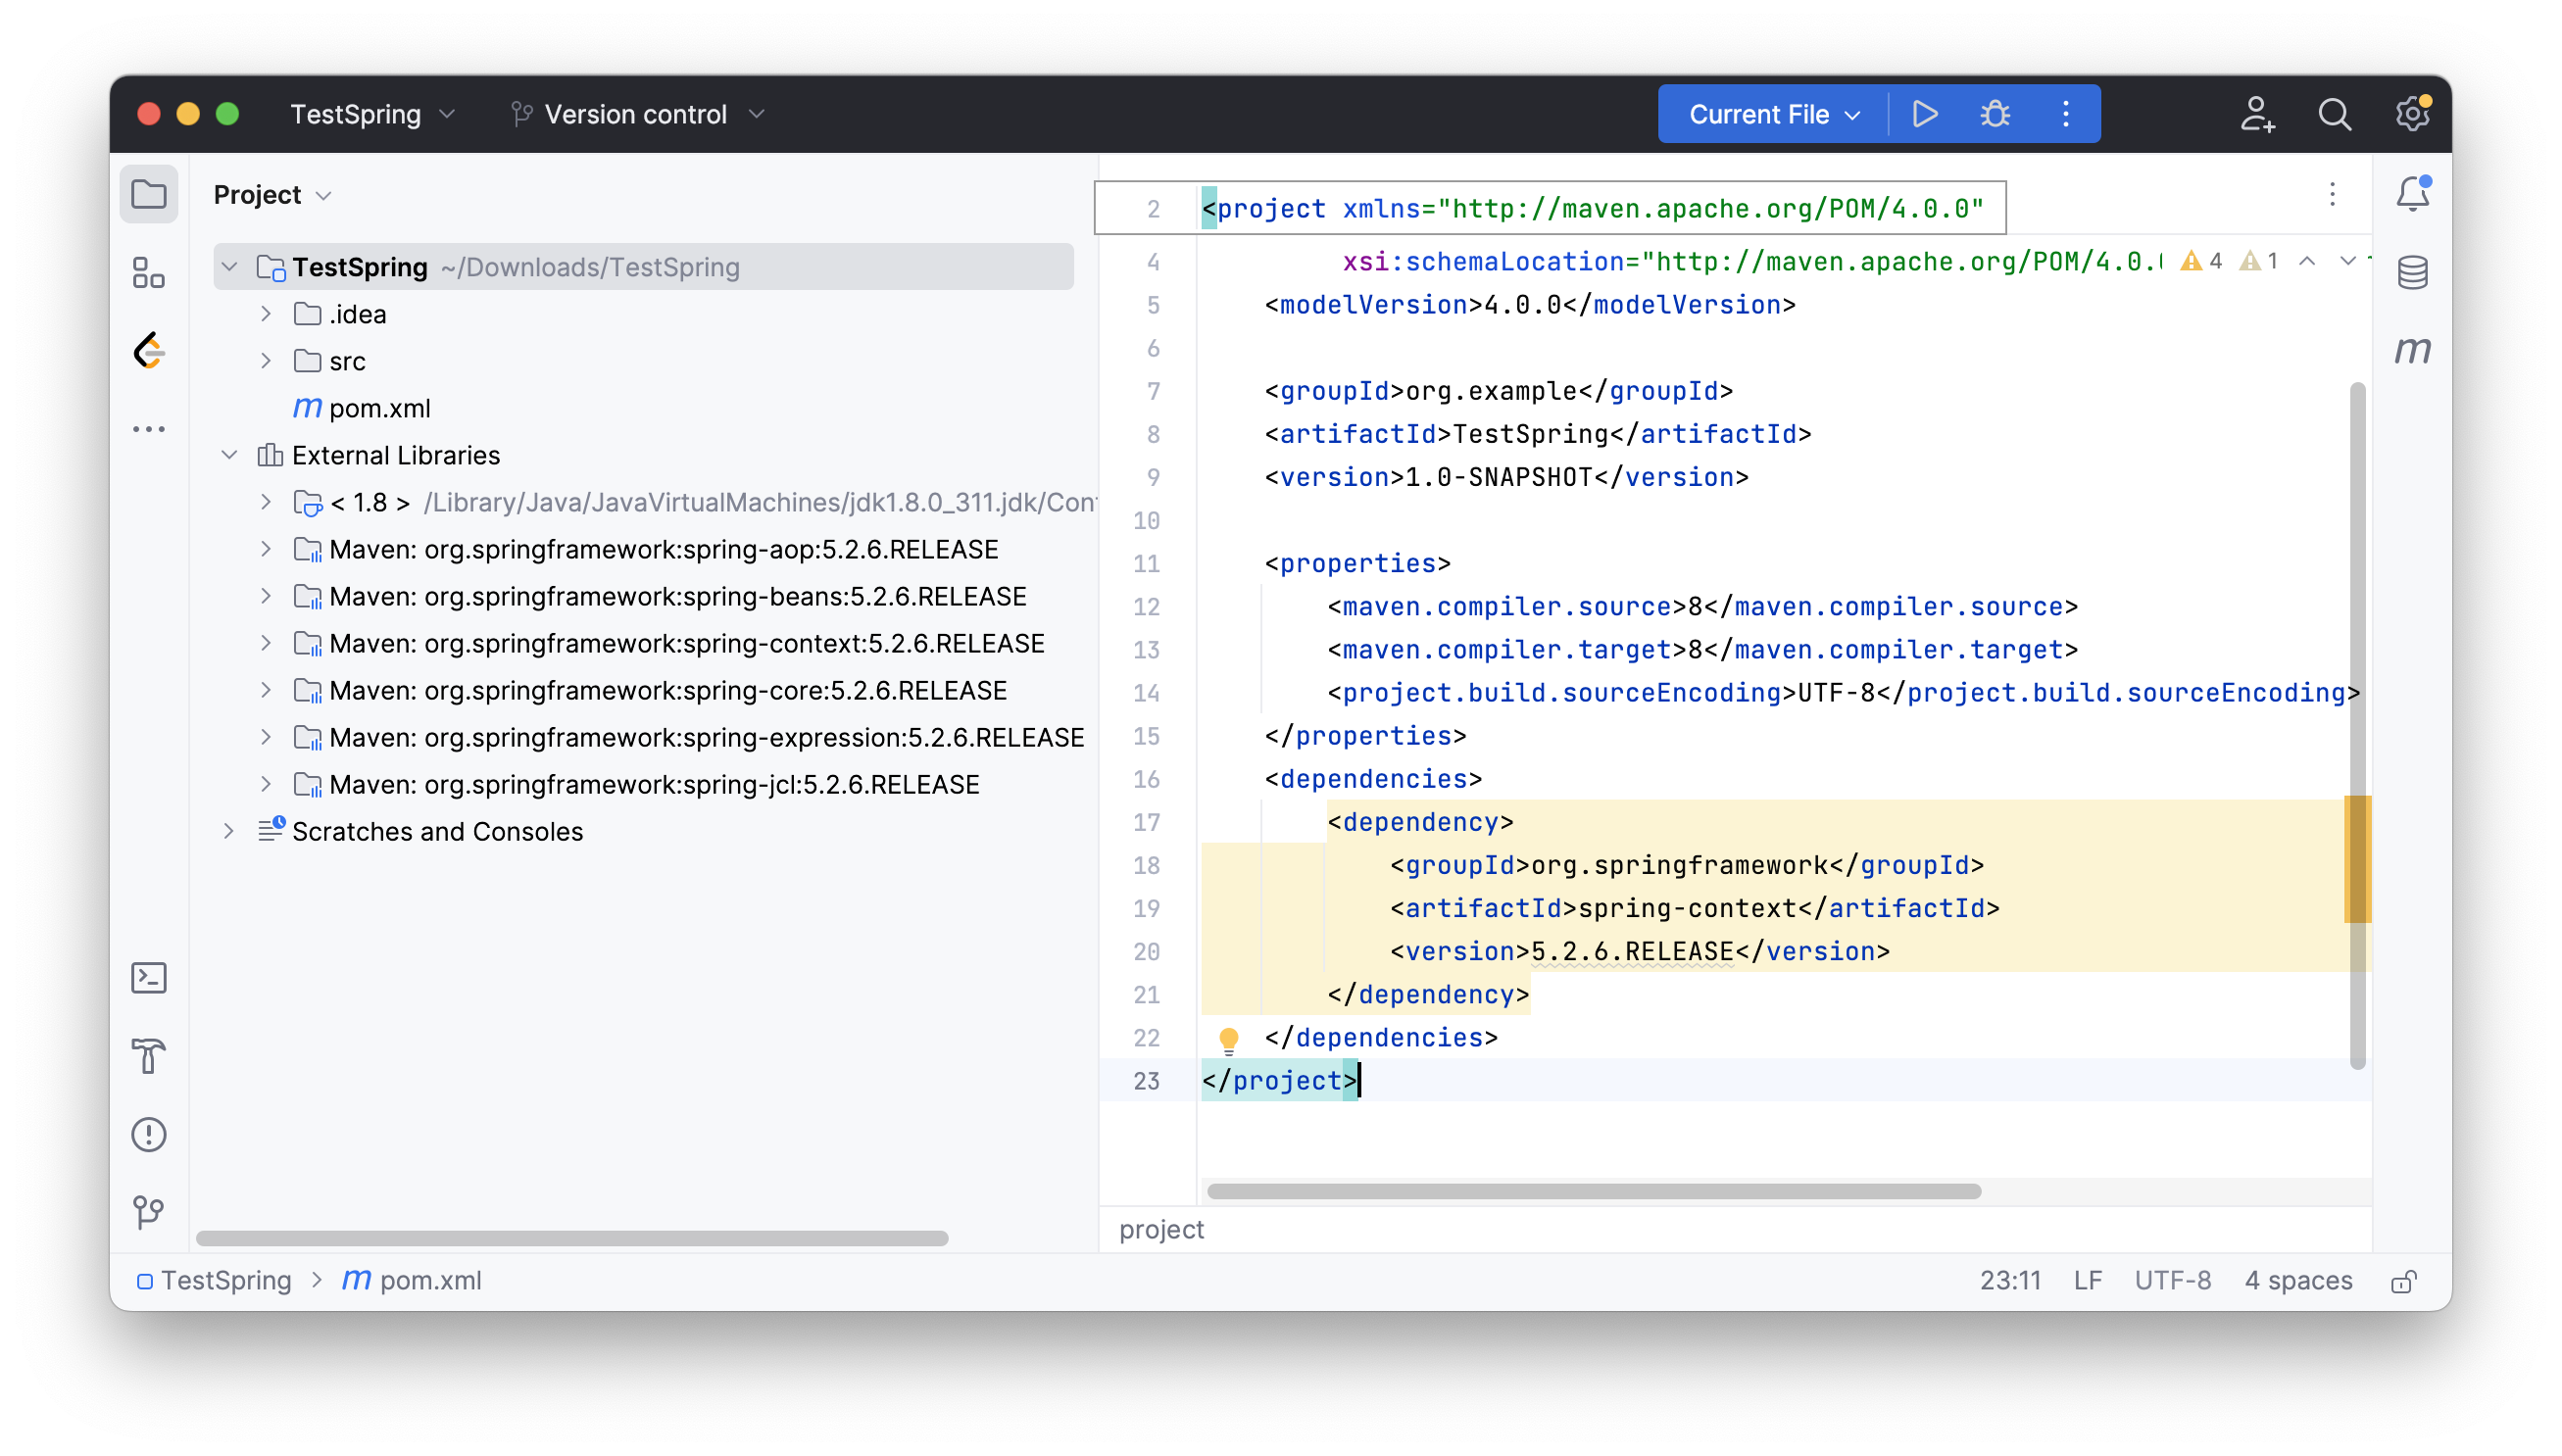 TestSpring
Version control
Current File
Project
TestSpring ~/Downloads/TestSpring
.idea
src
m pom.xml
External Libraries
< 1.8 > /Library/Java/JavaVirtualMachines/jdk1.8.0_311.jdk/Con
Maven: org.springframework:spring-aop:5.2.6.RELEASE
Maven: org.springframework:spring-beans:5.2.6.RELEASE
Maven: org.springframework:spring-context:5.2.6.RELEASE
Maven: org.springframework:spring-core:5.2.6.RELEASE
Maven: org.springframework:spring-expression:5.2.6.RELEASE
Maven: org.springframework:spring-jcl:5.2.6.RELEASE
Scratches and Consoles
2 <project xmlns="http://maven.apache.org/POM/4.0.0"
4 xsi:schemaLocation="http://maven.apache.org/POM/4.0. 4 1
5 <modelVersion>4.0.0</modelVersion>
6
7 <groupId>org.example</groupId>
8 <artifactId>TestSpring</artifactId>
9 <version>1.0-SNAPSHOT</version>
10
11 <properties>
12 <maven.compiler.source>8</maven.compiler.source>
13 <maven.compiler.target>8</maven.compiler.target>
14 <project.build.sourceEncoding>UTF-8</project.build.sourceEncoding>
15 </properties>
16 <dependencies>
17 <dependency>
18 <groupId>org.springframework</groupId>
19 <artifactId>spring-context</artifactId>
20 <version>5.2.6.RELEASE</version>
21 </dependency>
22 </dependencies>
23 </project>
m
project
TestSpring > m pom.xml
23:11 LF UTF-8 4 spaces